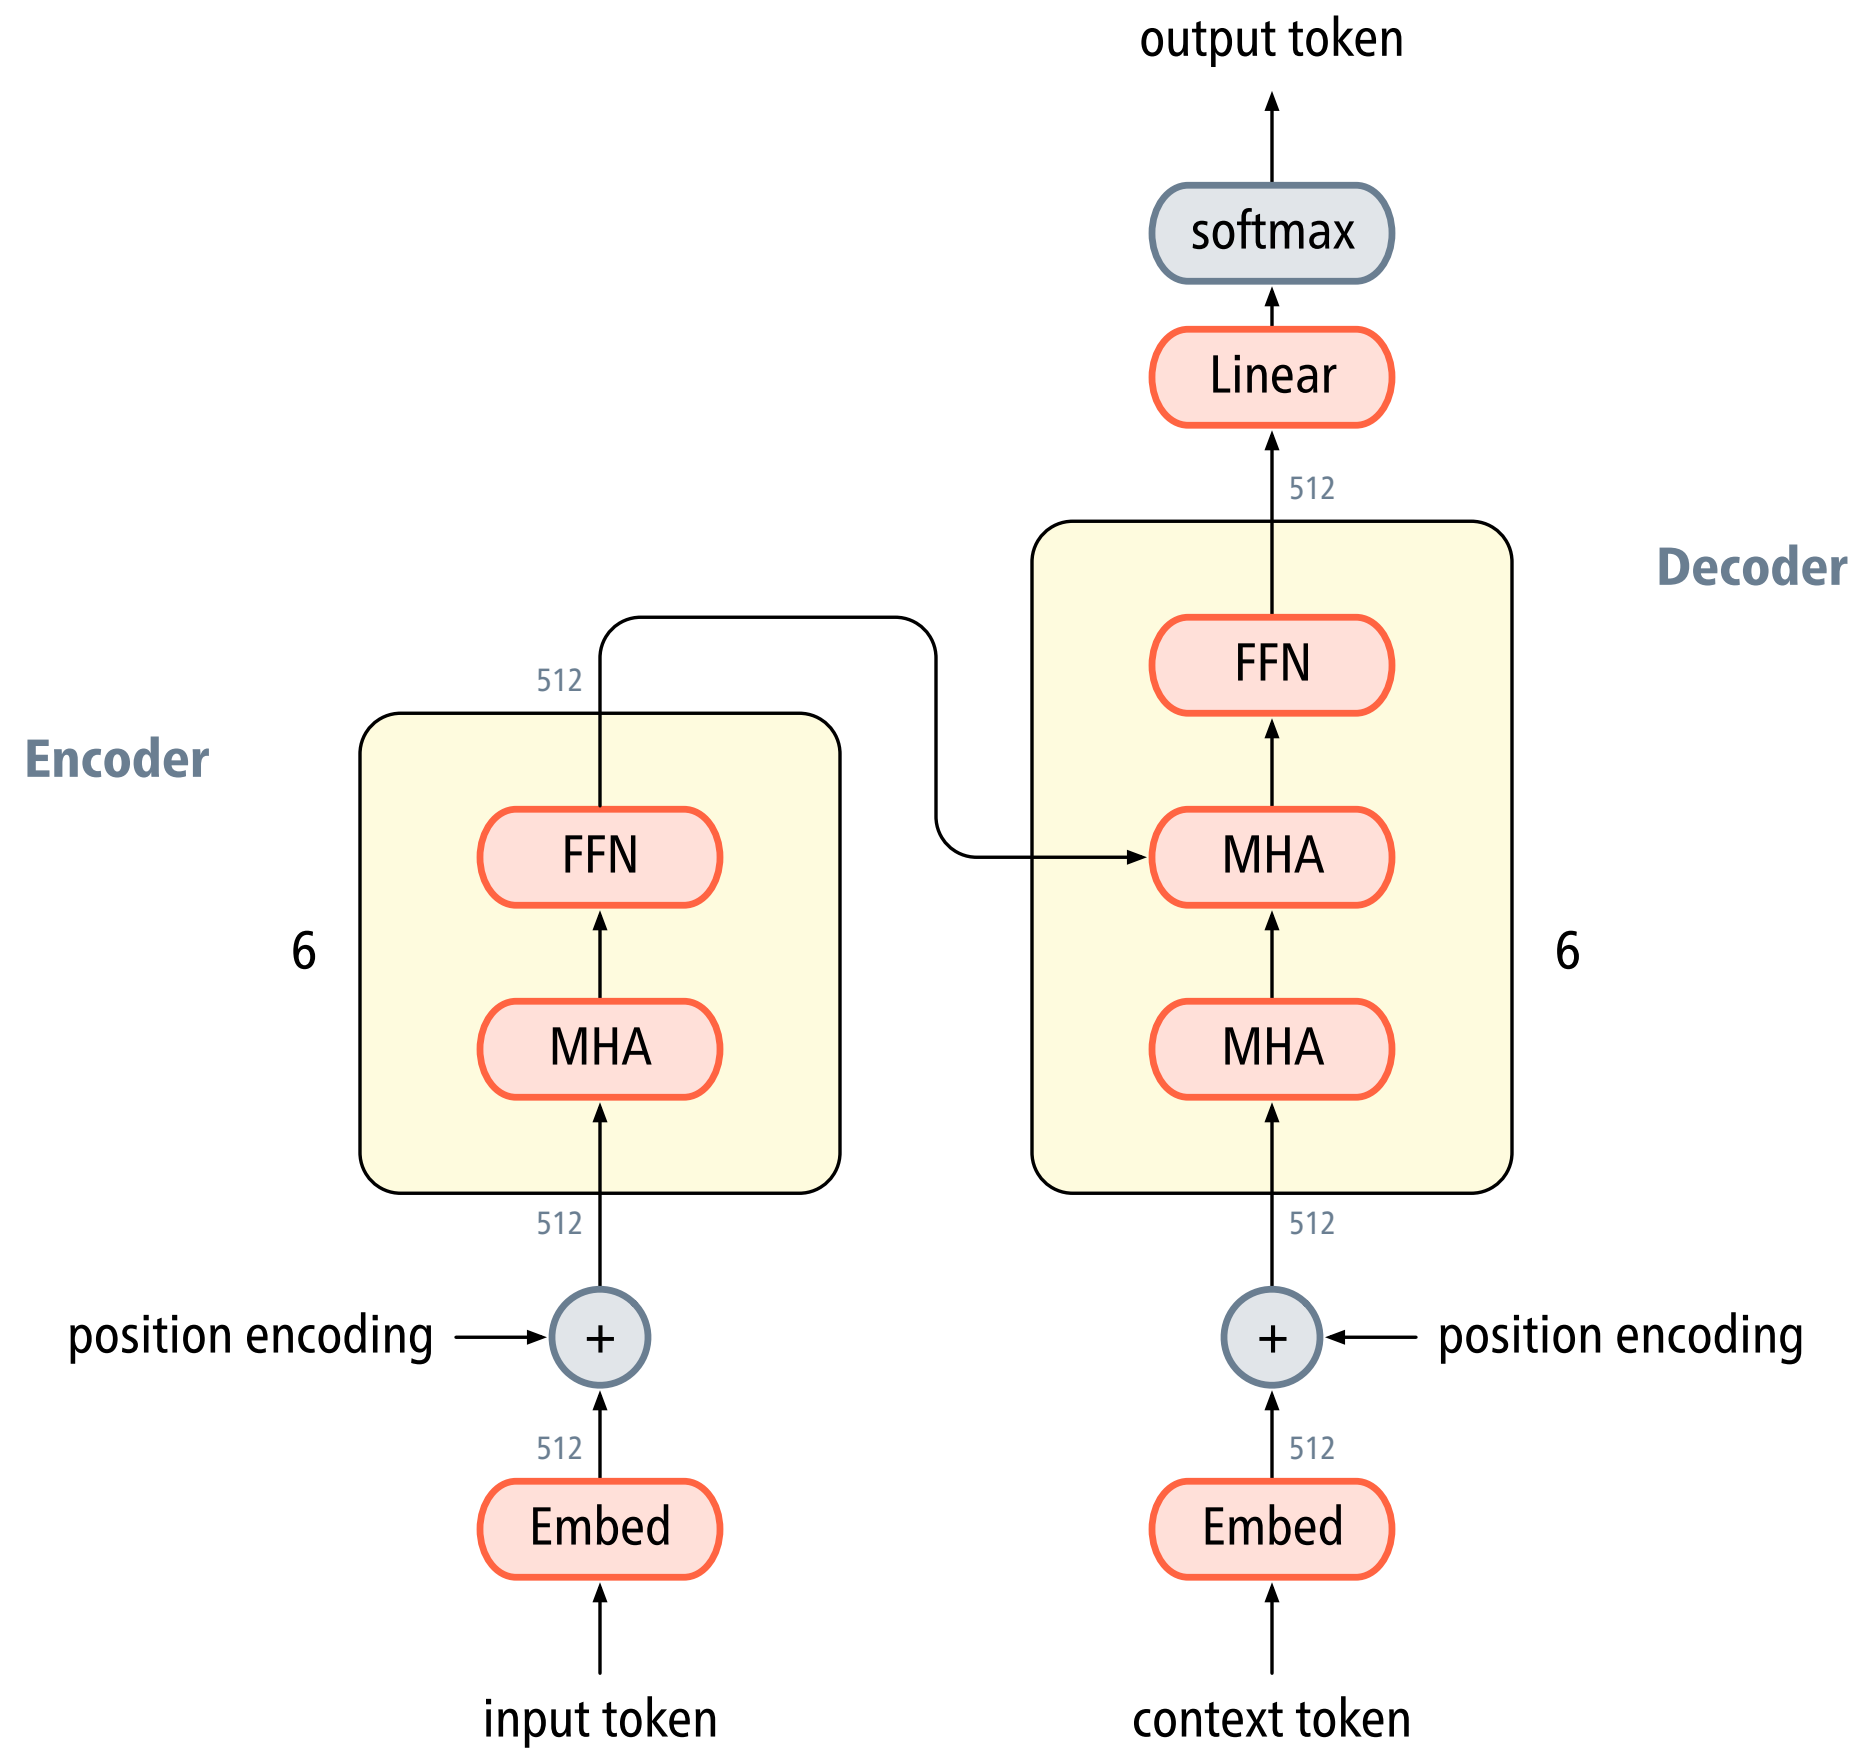 output token
softmax
Linear
512
Decoder
FFN
512
Encoder
FFN
MHA
6
6
MHA
MHA
512
512
position encoding
+
+
position encoding
512
512
Embed
Embed
input token
context token